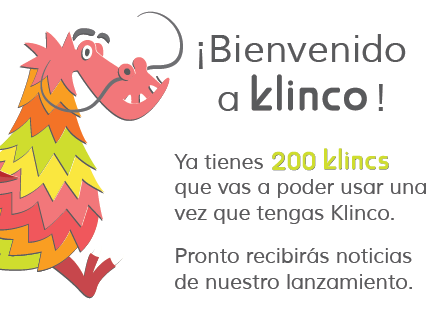 ¡Bienvenido
a klinco!
Ya tienes 200 klincs
que vas a poder usar una
vez que tengas Klinco.
Pronto recibirás noticias
de nuestro lanzamiento.